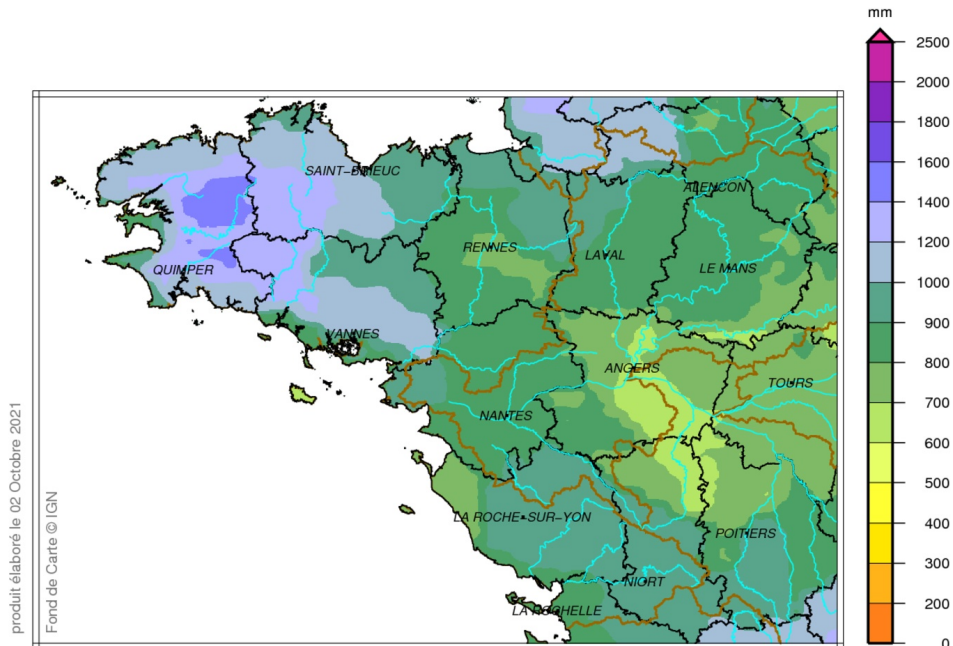 mm
2500
2000
1800
1600
1400
1200
1000
900
800
700
600
500
400
300
200
0
SAINT-BRIEUC
ALENCON
RENNES
LAVAL
LE MANS
QUIMPER
VANNES
ANGERS
TOURS
NANTES
LA ROCHE-SUR-YON
POITIERS
NIORT
LA ROCHELLE
produit élaboré le 02 Octobre 2021
Fond de Carte © IGN